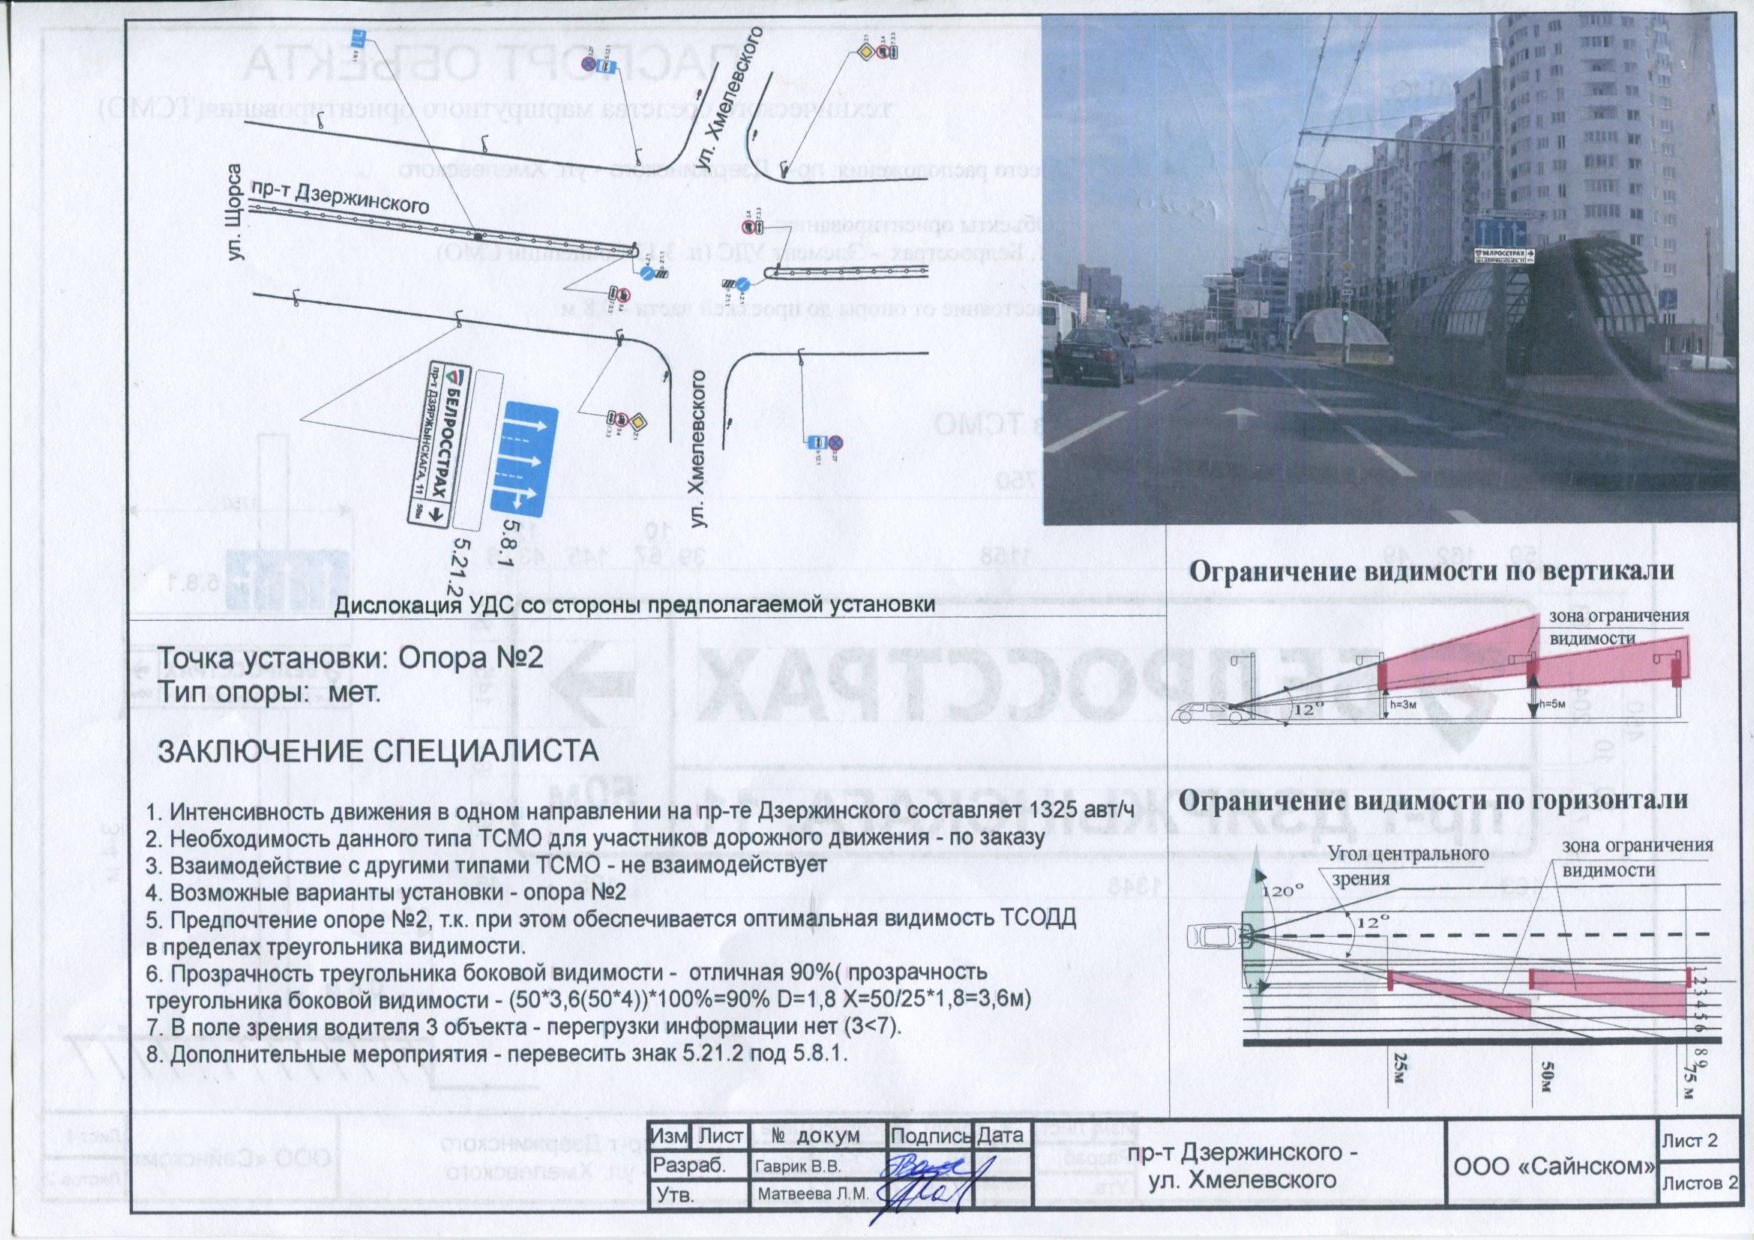 ул. Хмелевского
ул. Щорса
пр-т Дзержинского
БЕЛРОССТРАХ
пр-т ДЗЯРЖЫНСКАГА, 11
50м
5.8.1
5.21.2
ул. Хмелевского
Дислокация УДС со стороны предполагаемой установки
Точка установки: Опора №2
Тип опоры: мет.
ЗАКЛЮЧЕНИЕ СПЕЦИАЛИСТА
1. Интенсивность движения в одном направлении на пр-те Дзержинского составляет 1325 авт/ч
2. Необходимость данного типа ТСМО для участников дорожного движения - по заказу
3. Взаимодействие с другими типами ТСМО - не взаимодействует
4. Возможные варианты установки - опора №2
5. Предпочтение опоре №2, т.к. при этом обеспечивается оптимальная видимость ТСОДД
в пределах треугольника видимости.
6. Прозрачность треугольника боковой видимости - отличная 90%( прозрачность
треугольника боковой видимости - (50*3,6(50*4))*100%=90% D=1,8 X=50/25*1,8=3,6м)
7. В поле зрения водителя 3 объекта - перегрузки информации нет (3<7).
8. Дополнительные мероприятия - перевесить знак 5.21.2 под 5.8.1.
БЕЛРОССТРАХ
Ограничение видимости по вертикали
зона ограничения
видимости
12°
h=3м
h=5м
Ограничение видимости по горизонтали
Угол центрального
зрения
зона ограничения
видимости
120°
12°
1 2 3 4 5 6 8 9
25м
50м
75 м
Изм Лист № докум Подпись Дата
Разраб. Гаврик В.В.
Утв. Матвеева Л.М.
пр-т Дзержинского -
ул. Хмелевского
ООО «Сайнском»
Лист 2
Листов 2